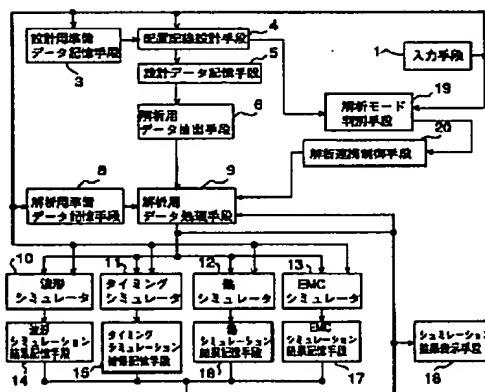 4
設計用準備
データ記憶手段
配置配線設計手段
5
1
入力手段
3
設計データ記憶手段
19
6
解析用
データ抽出手段
解析モード
判別手段
20
解析連携制御手段
8
9
解析用準備
データ記憶手段
解析用
データ処理手段
10
11
12
13
波形
シミュレータ
タイミング
シミュレータ
熱
シミュレータ
EMC
シミュレータ
波形
シミュレーション
結果記憶手段
タイミング
シミュレーション
結果記憶手段
熱
シミュレーション
結果記憶手段
EMC
シミュレーション
結果記憶手段
シュミレーション
結果表示手段
14
15
16
17
16